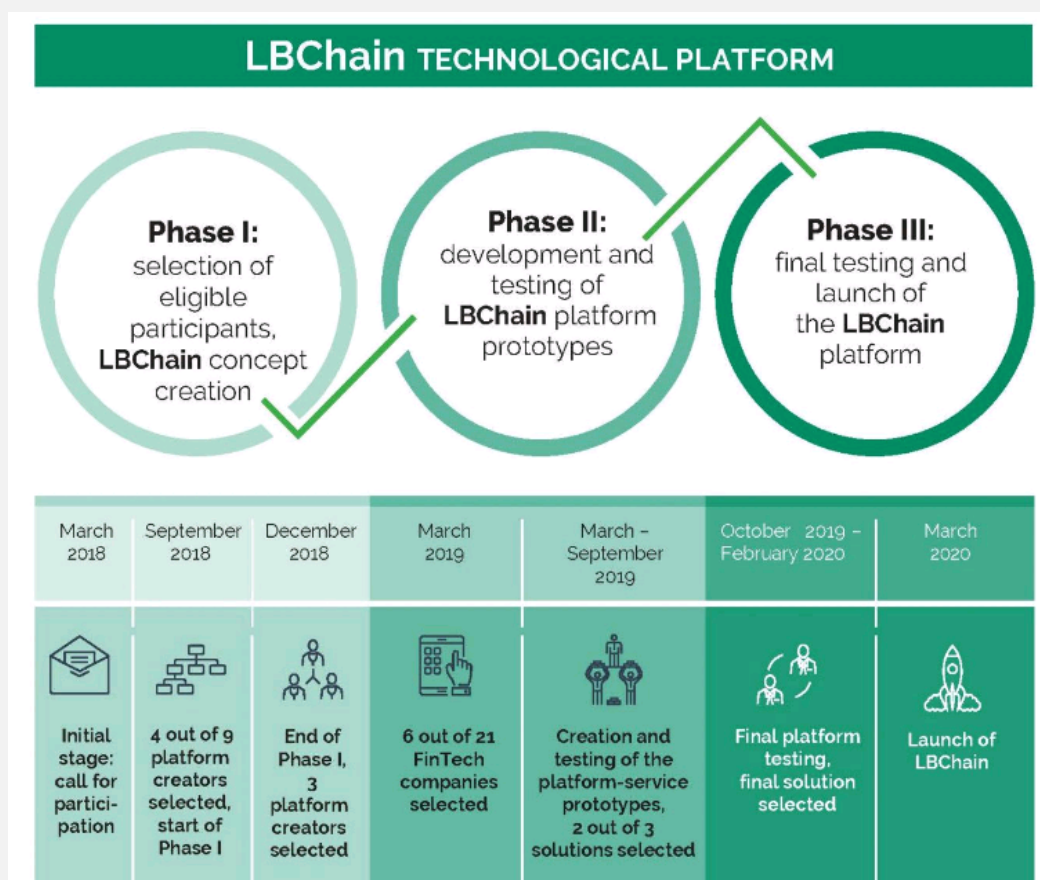 LBChain TECHNOLOGICAL PLATFORM
Phase I:
selection of
eligible
participants,
LBChain concept
creation
Phase II:
development and
testing of
LBChain platform
prototypes
Phase III:
final testing and
launch of
the LBChain
platform
March
2018
September
2018
December
2018
March
2019
March –
September
2019
October 2019 –
February 2020
March
2020
Initial
stage:
call for
partici-
pation
4 out of 9
platform
creators
selected,
start of
Phase I
End of
Phase I,
3
platform
creators
selected
6 out of 21
FinTech
companies
selected
Creation and
testing of the
platform-service
prototypes,
2 out of 3
solutions selected
Final platform
testing,
final solution
selected
Launch of
LBChain